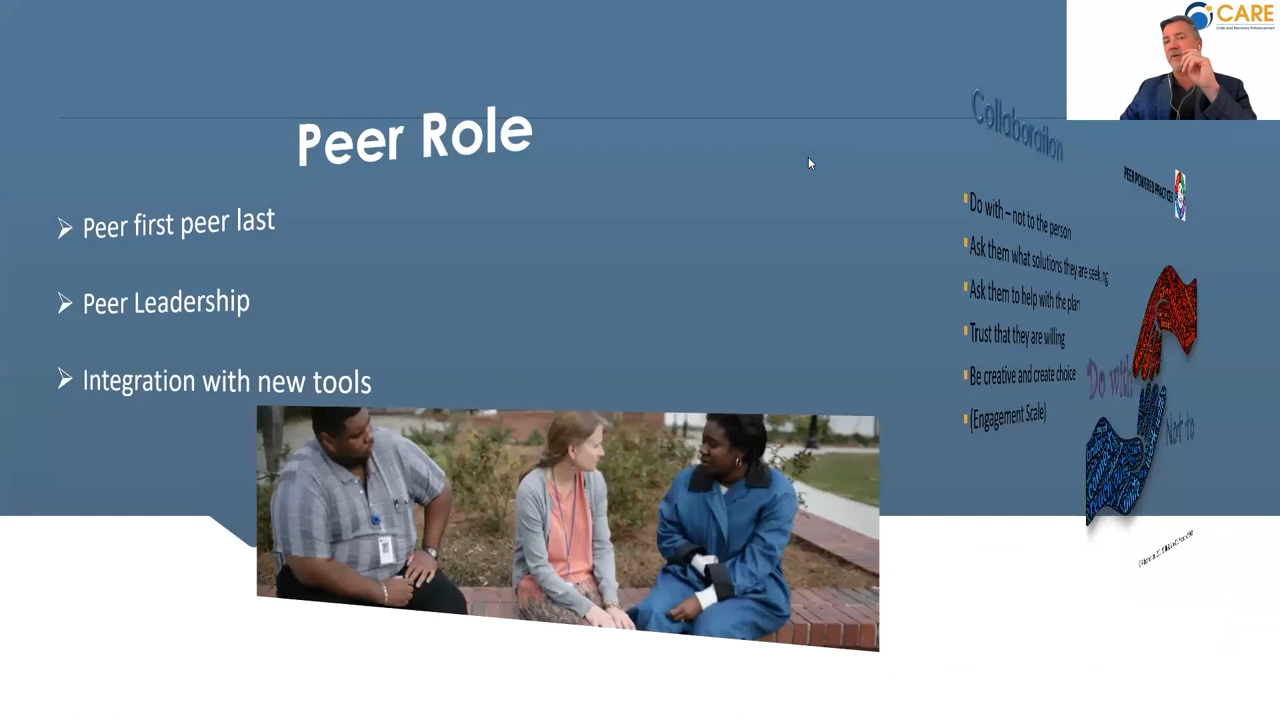 CARE
Crisis and Recovery Enhancement
Peer Role
Peer first peer last
Peer Leadership
Integration with new tools
Collaboration
PEER POWERED PRACTICES
Do with – not to the person
Ask them what solutions they are seeking
Ask them to help with the plan
Trust that they are willing
Be creative and create choice
(Engagement Scale)
Do with
Not to